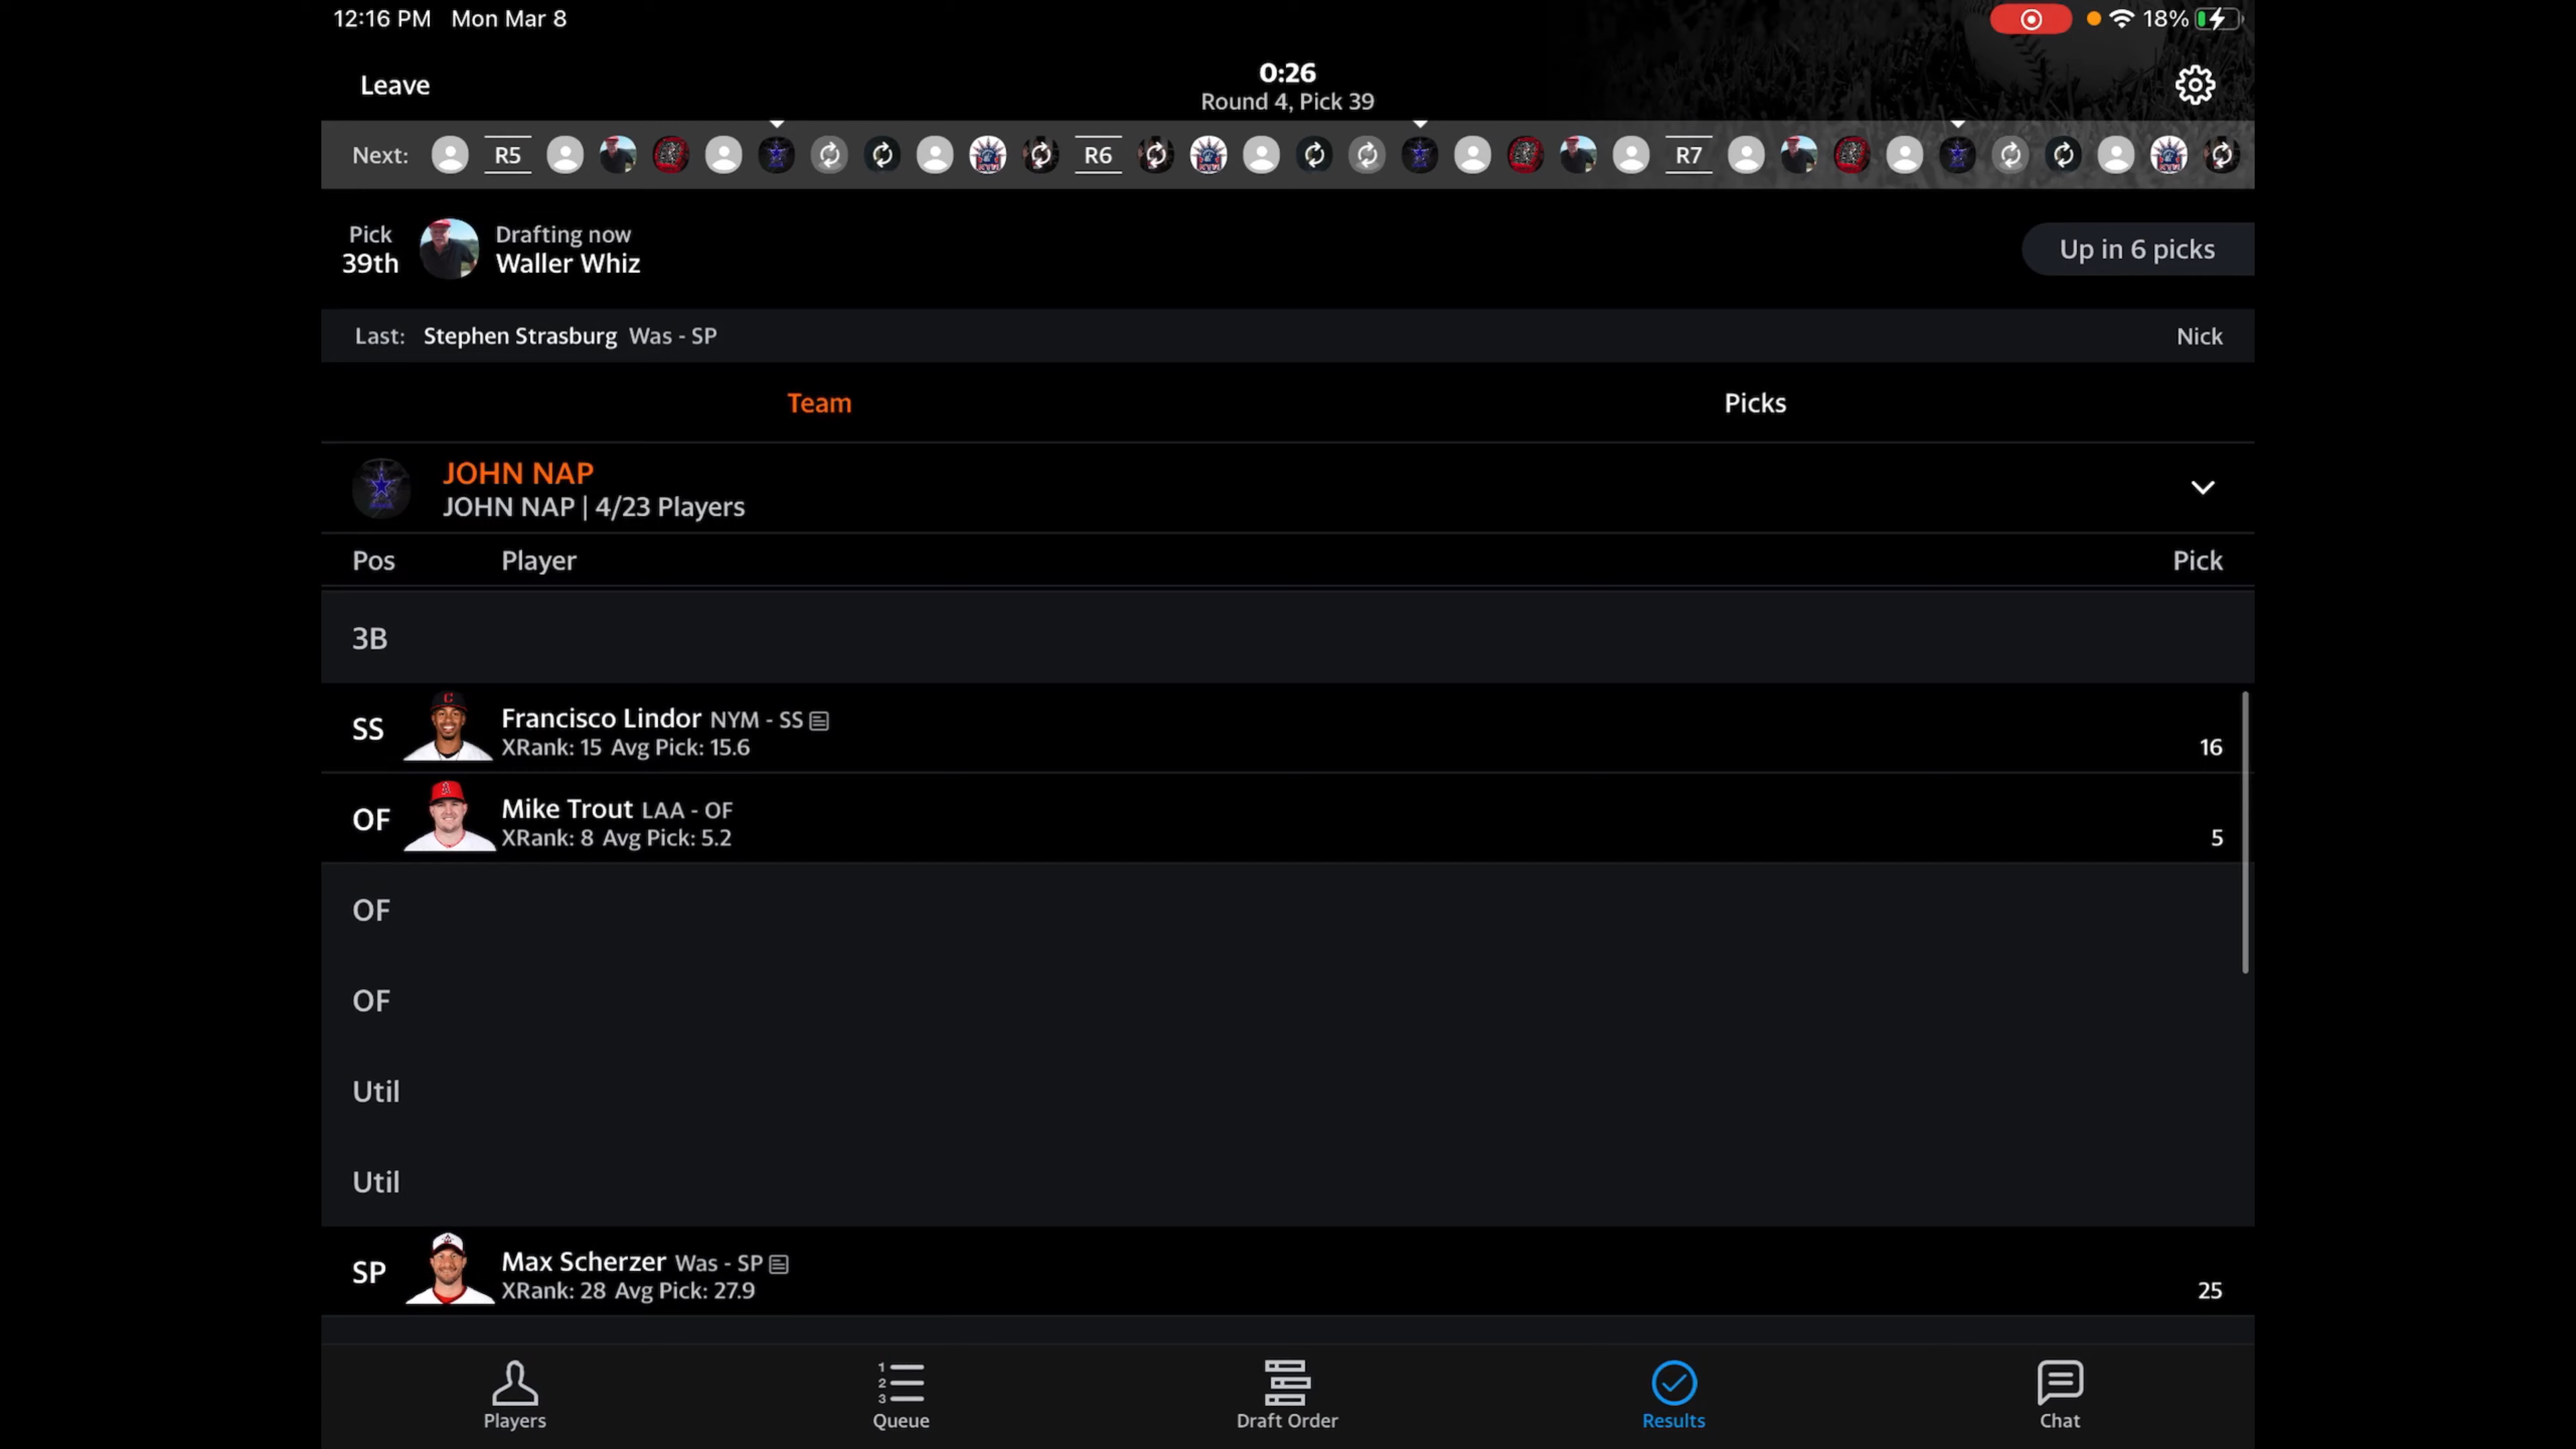 12:16 PM Mon Mar 8
18%
Leave
0:26
Round 4, Pick 39
Next: R5 R6 R7
Pick
39th
Drafting now
Waller Whiz
Up in 6 picks
Last: Stephen Strasburg Was - SP
Nick
Team
Picks
JOHN NAP
JOHN NAP | 4/23 Players
Pos Player Pick
3B
SS
Francisco Lindor NYM - SS
XRank: 15 Avg Pick: 15.6
16
OF
Mike Trout LAA - OF
XRank: 8 Avg Pick: 5.2
5
OF
OF
Util
Util
SP
Max Scherzer Was - SP
XRank: 28 Avg Pick: 27.9
25
Players
Queue
Draft Order
Results
Chat